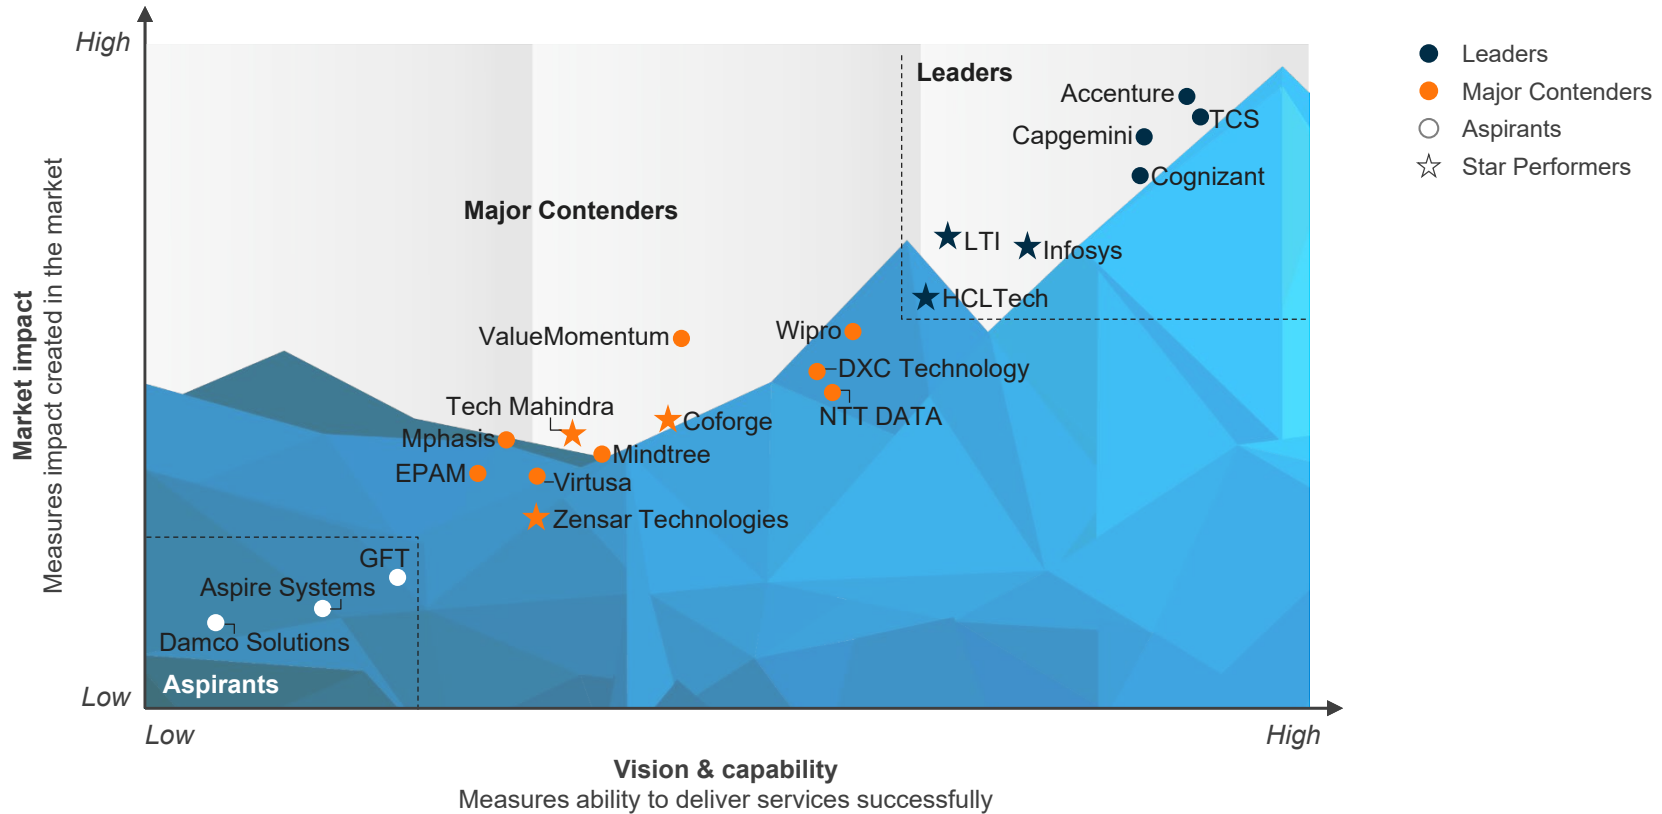 High
Leaders
Accenture
TCS
Capgemini
Cognizant
Major Contenders
LTI
Infosys
HCLTech
ValueMomentum
Wipro
DXC Technology
NTT DATA
Tech Mahindra
Coforge
Mphasis
Mindtree
EPAM
Virtusa
Zensar Technologies
GFT
Aspire Systems
Damco Solutions
Aspirants
Low
Low
High
Market impact
Measures impact created in the market
Vision & capability
Measures ability to deliver services successfully
Leaders
Major Contenders
Aspirants
Star Performers